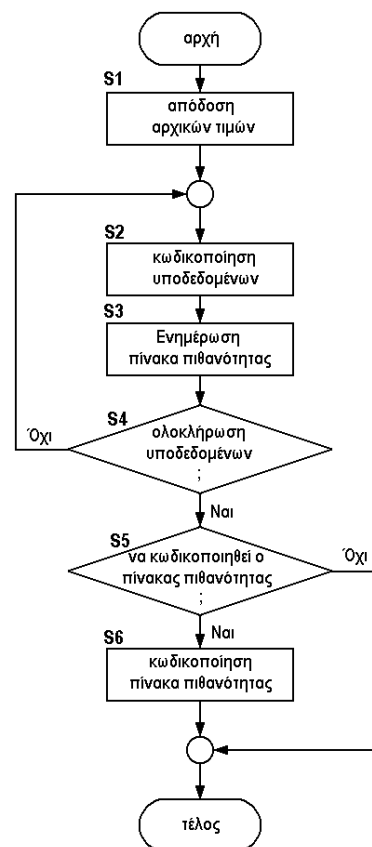 αρχή
S1
απόδοση
αρχικών τιμών
S2
κωδικοποίηση
υποδεδομένων
S3
Ενημέρωση
πίνακα πιθανότητας
S4
Όχι
ολοκλήρωση
υποδεδομένων
;
Ναι
S5
να κωδικοποιηθεί ο
πίνακας πιθανότητας
;
Όχι
Ναι
S6
κωδικοποίηση
πίνακα πιθανότητας
τέλος